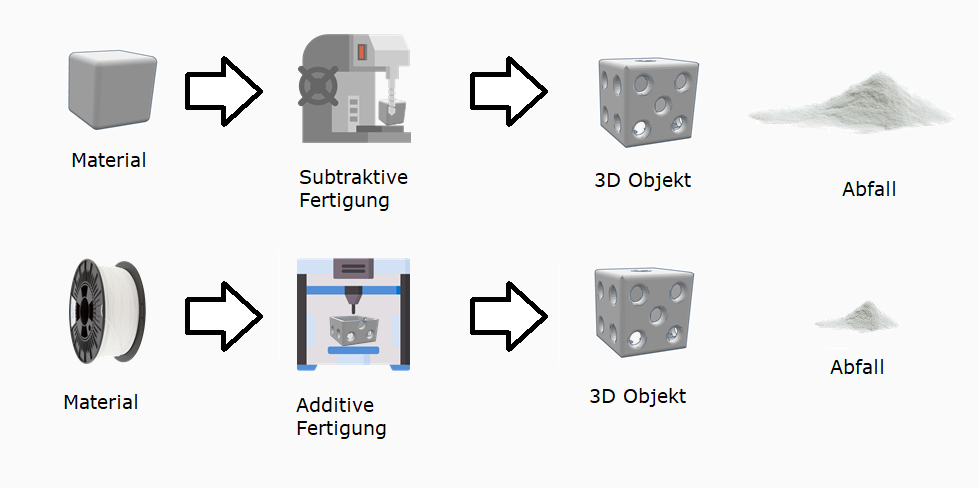 Material
Subtraktive
Fertigung
3D Objekt
Abfall
Material
Additive
Fertigung
3D Objekt
Abfall